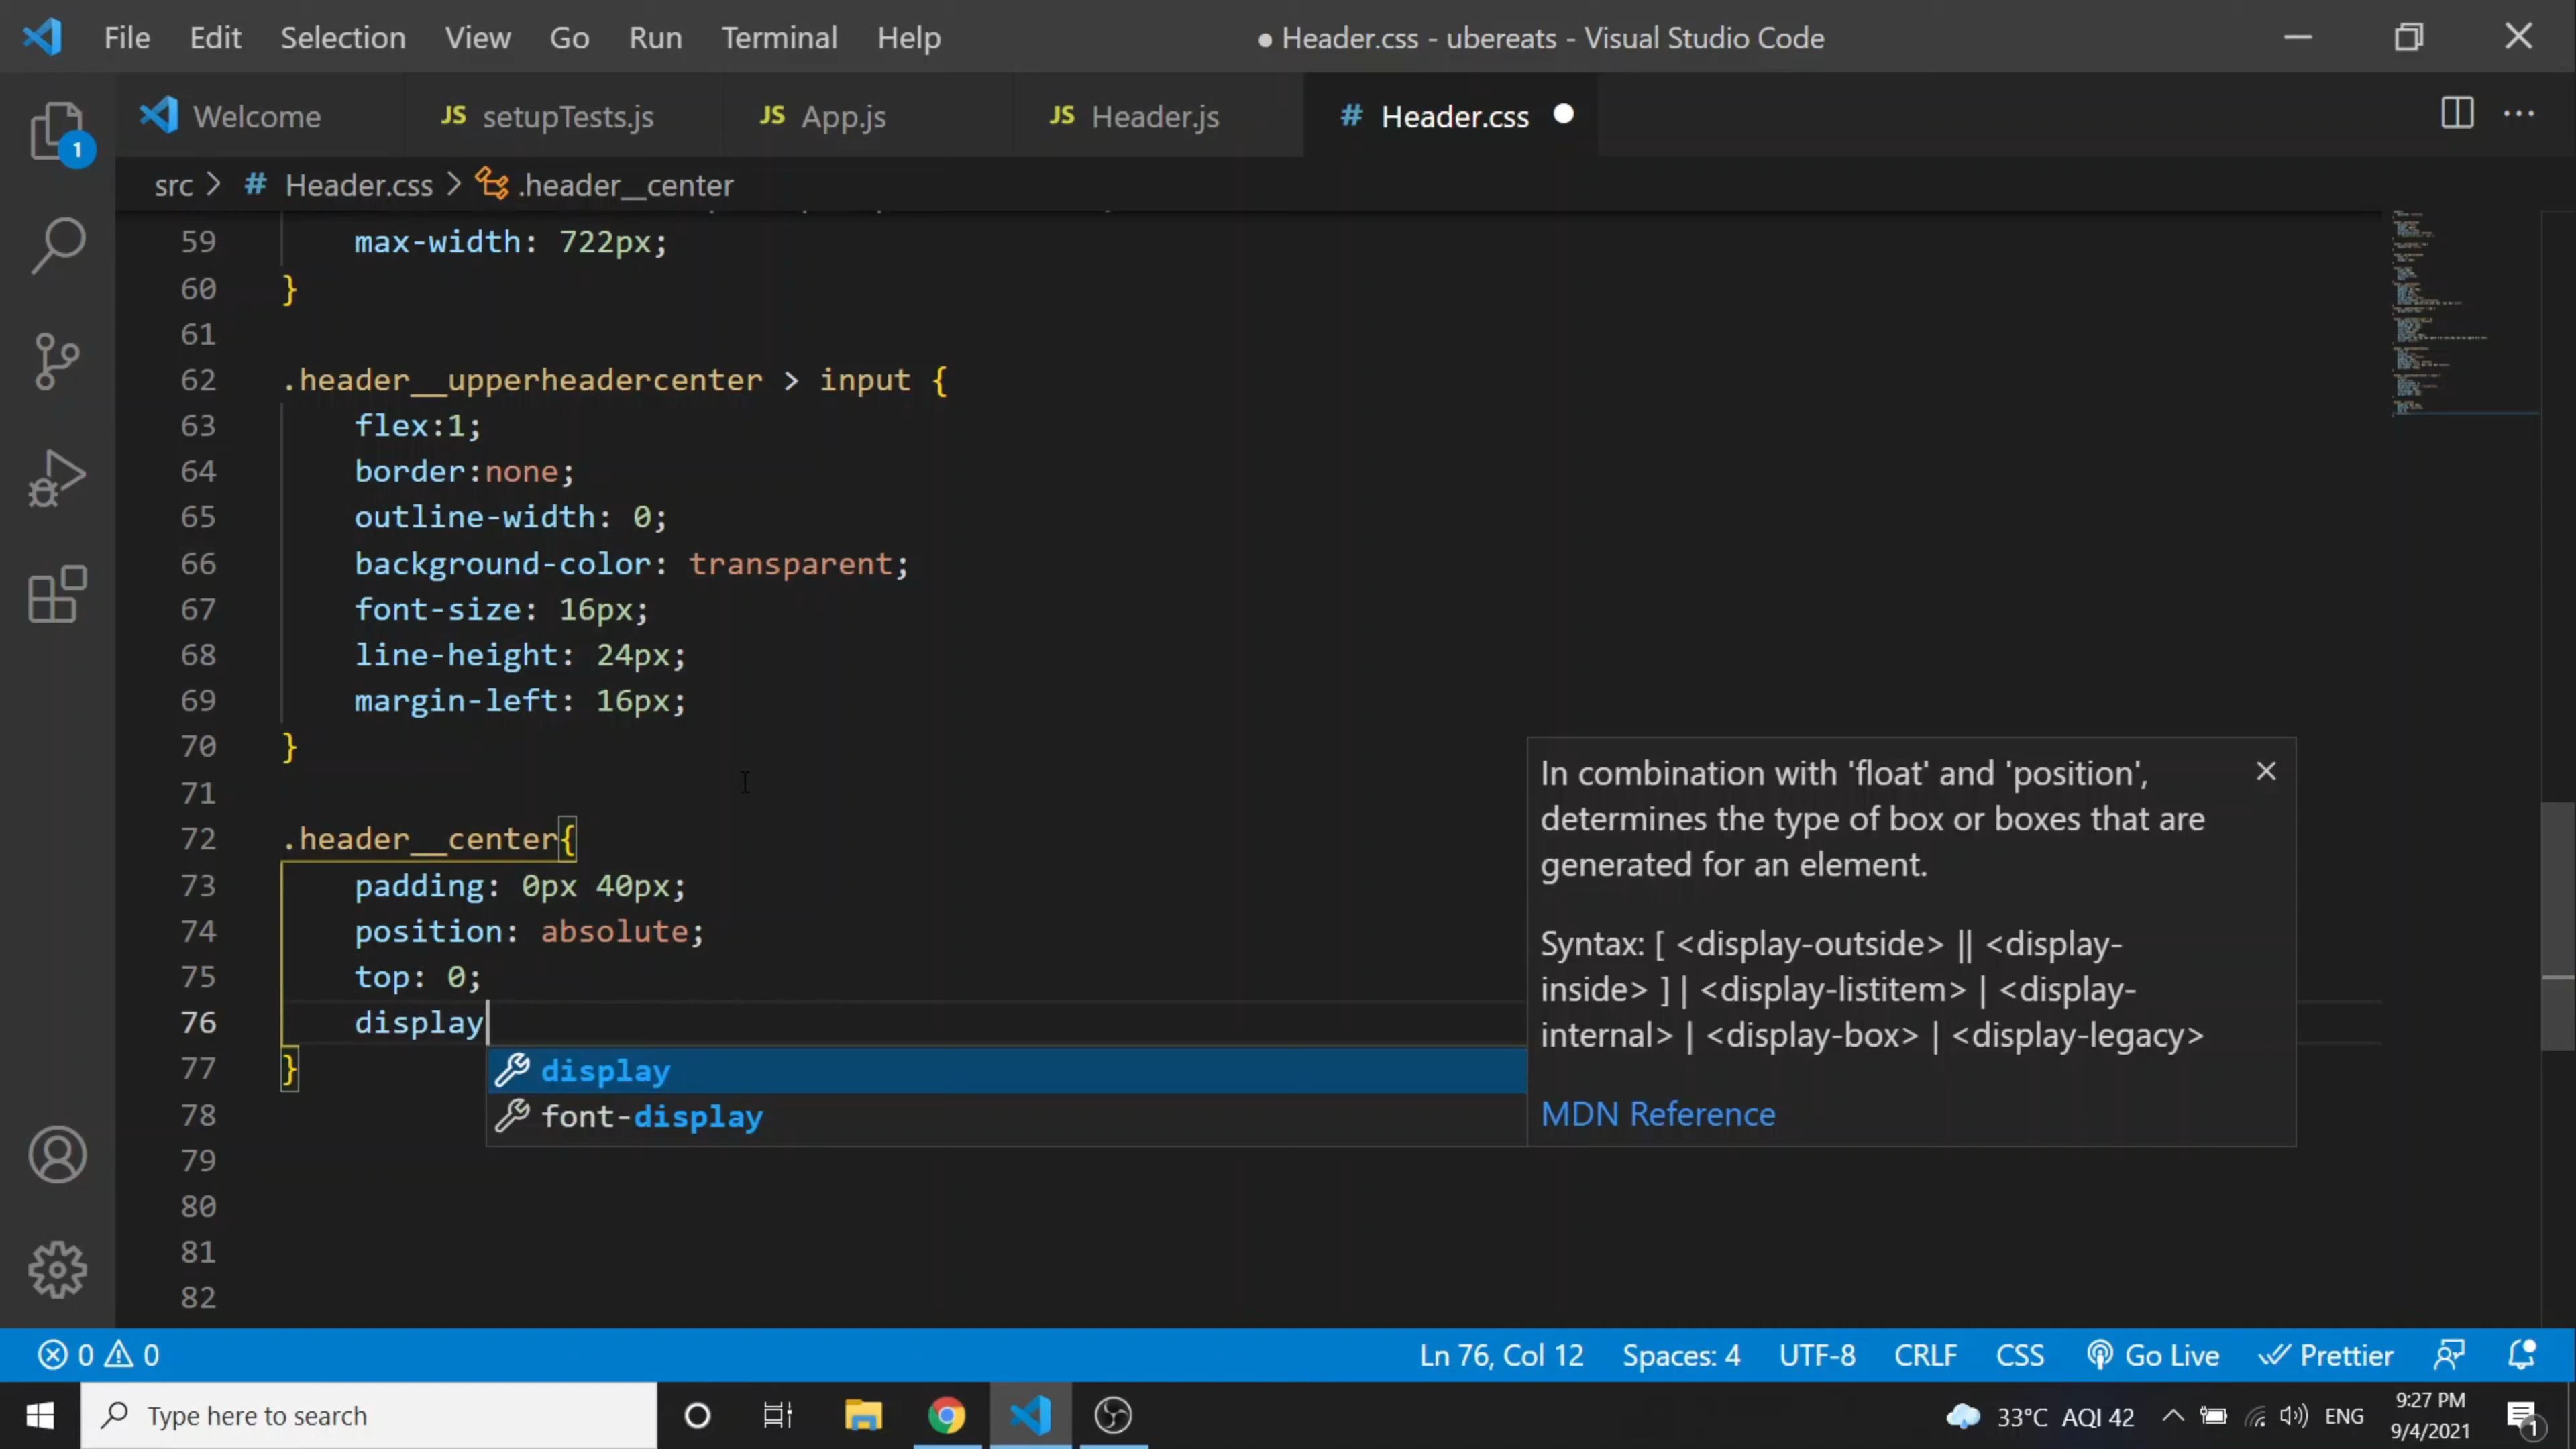 File Edit Selection View Go Run Terminal Help ● Header.css - ubereats - Visual Studio Code
Welcome JS setupTests.js JS App.js JS Header.js # Header.css
1
src > # Header.css > .header__center
59 max-width: 722px;
60 }
61
62 .header__upperheadercenter > input {
63 flex:1;
64 border:none;
65 outline-width: 0;
66 background-color: transparent;
67 font-size: 16px;
68 line-height: 24px;
69 margin-left: 16px;
70 }
71
72 .header__center{
73 padding: 0px 40px;
74 position: absolute;
75 top: 0;
76 display
77 }
78
79
80
81
82
display
font-display
In combination with 'float' and 'position',
determines the type of box or boxes that are
generated for an element.
Syntax: [ <display-outside> || <display-
inside> ] | <display-listitem> | <display-
internal> | <display-box> | <display-legacy>
MDN Reference
0 0 Ln 76, Col 12 Spaces: 4 UTF-8 CRLF CSS Go Live Prettier
Type here to search 33°C AQI 42 ENG 9:27 PM
9/4/2021 1